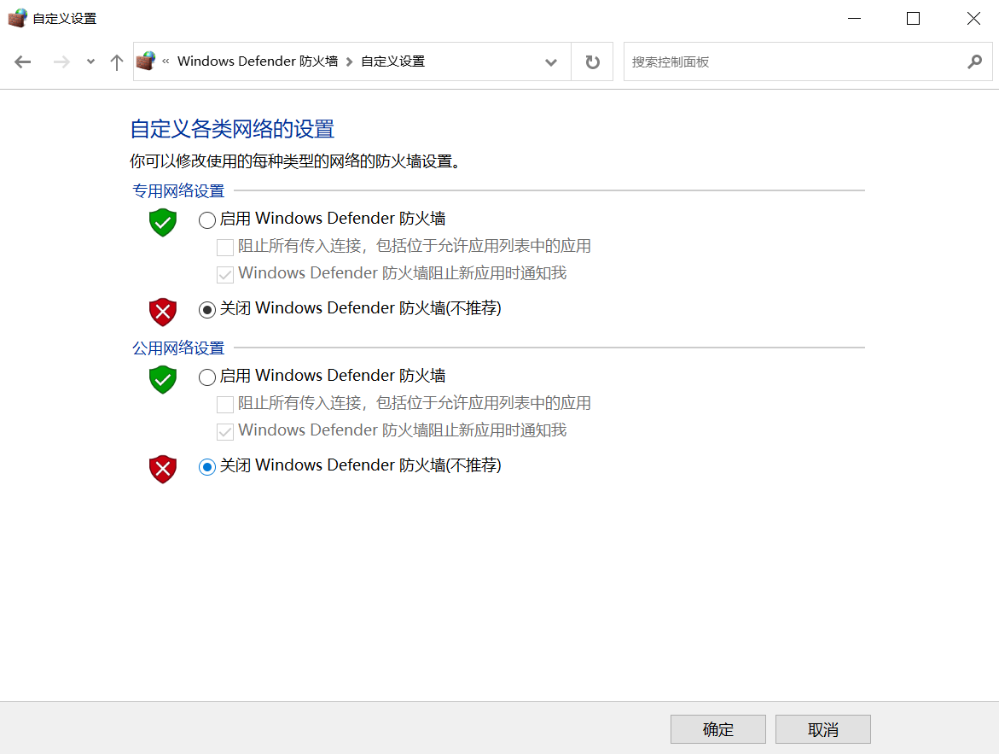 自定义设置
« Windows Defender 防火墙 > 自定义设置
搜索控制面板
自定义各类网络的设置
你可以修改使用的每种类型的网络的防火墙设置。
专用网络设置
启用 Windows Defender 防火墙
阻止所有传入连接，包括位于允许应用列表中的应用
Windows Defender 防火墙阻止新应用时通知我
关闭 Windows Defender 防火墙(不推荐)
公用网络设置
启用 Windows Defender 防火墙
阻止所有传入连接，包括位于允许应用列表中的应用
Windows Defender 防火墙阻止新应用时通知我
关闭 Windows Defender 防火墙(不推荐)
确定
取消